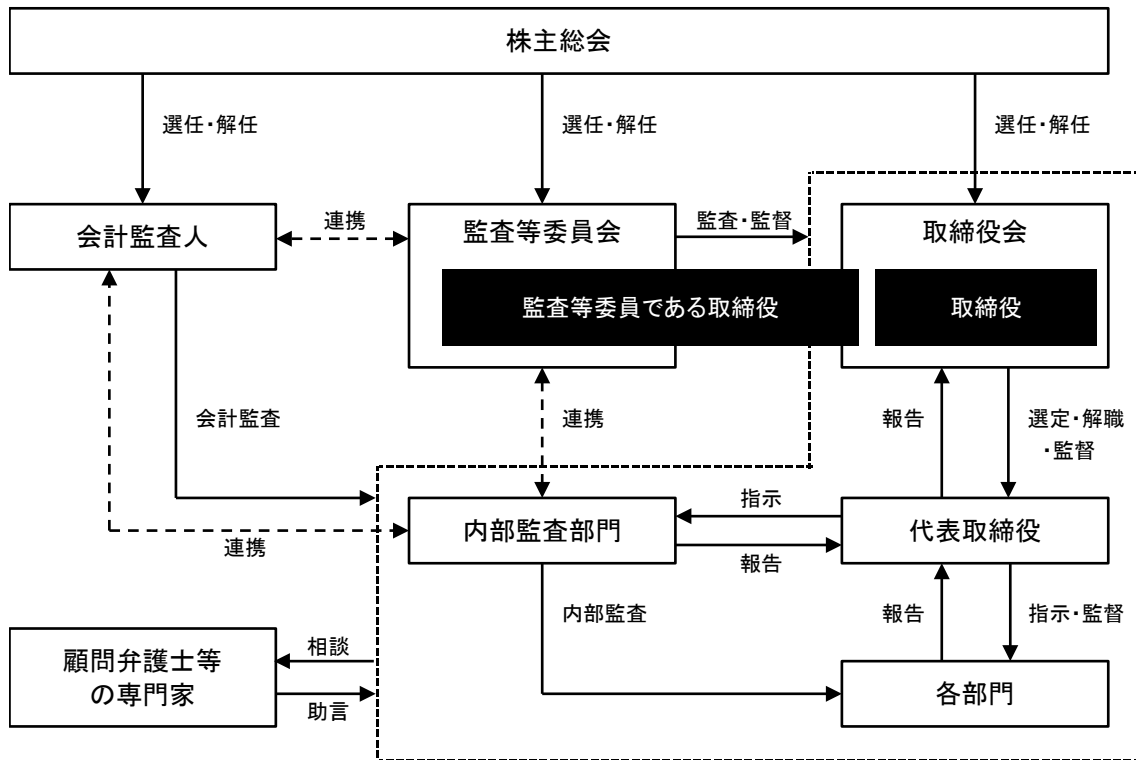 株主総会
選任・解任
選任・解任
選任・解任
会計監査人
連携
監査等委員会
監査・監督
取締役会
監査等委員である取締役
取締役
会計監査
連携
報告
選定・解職
・監督
連携
内部監査部門
指示
報告
代表取締役
内部監査
報告
指示・監督
顧問弁護士等
の専門家
相談
助言
各部門